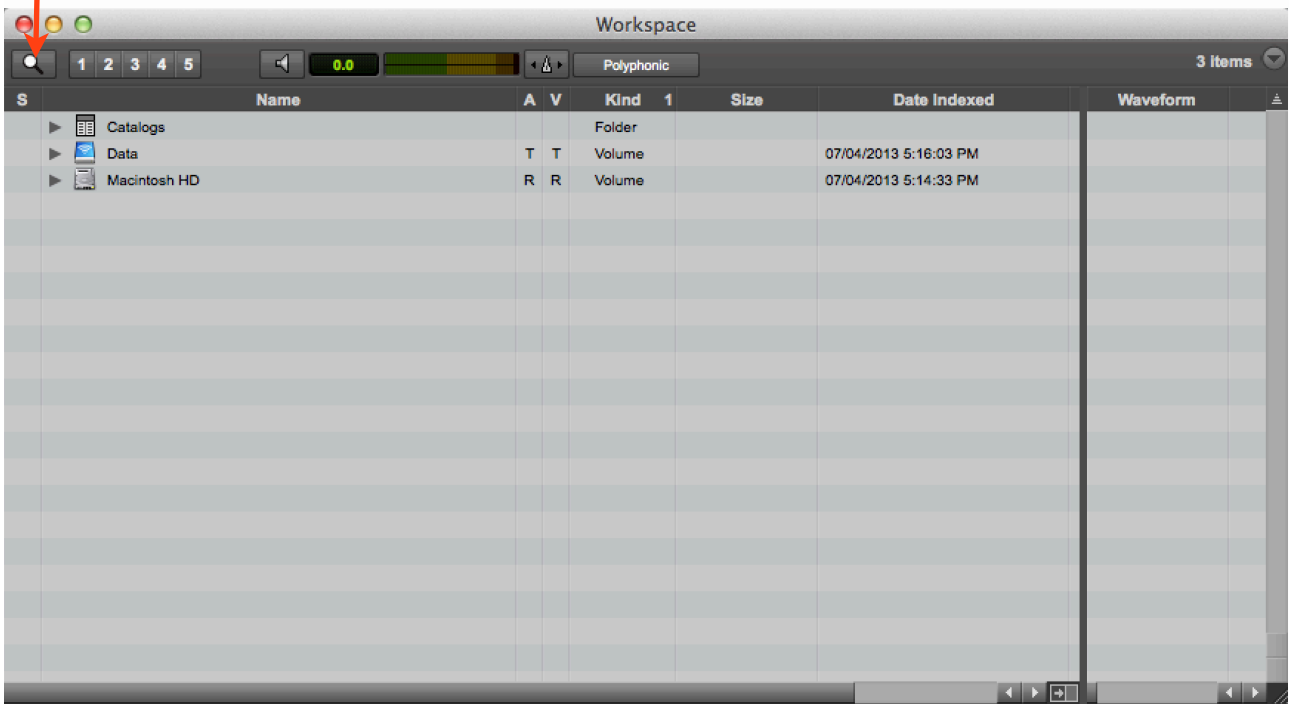 Workspace
1 2 3 4 5 0.0 Polyphonic 3 Items
S Name A V Kind 1 Size Date Indexed Waveform
Catalogs Folder
Data T T Volume 07/04/2013 5:16:03 PM
Macintosh HD R R Volume 07/04/2013 5:14:33 PM